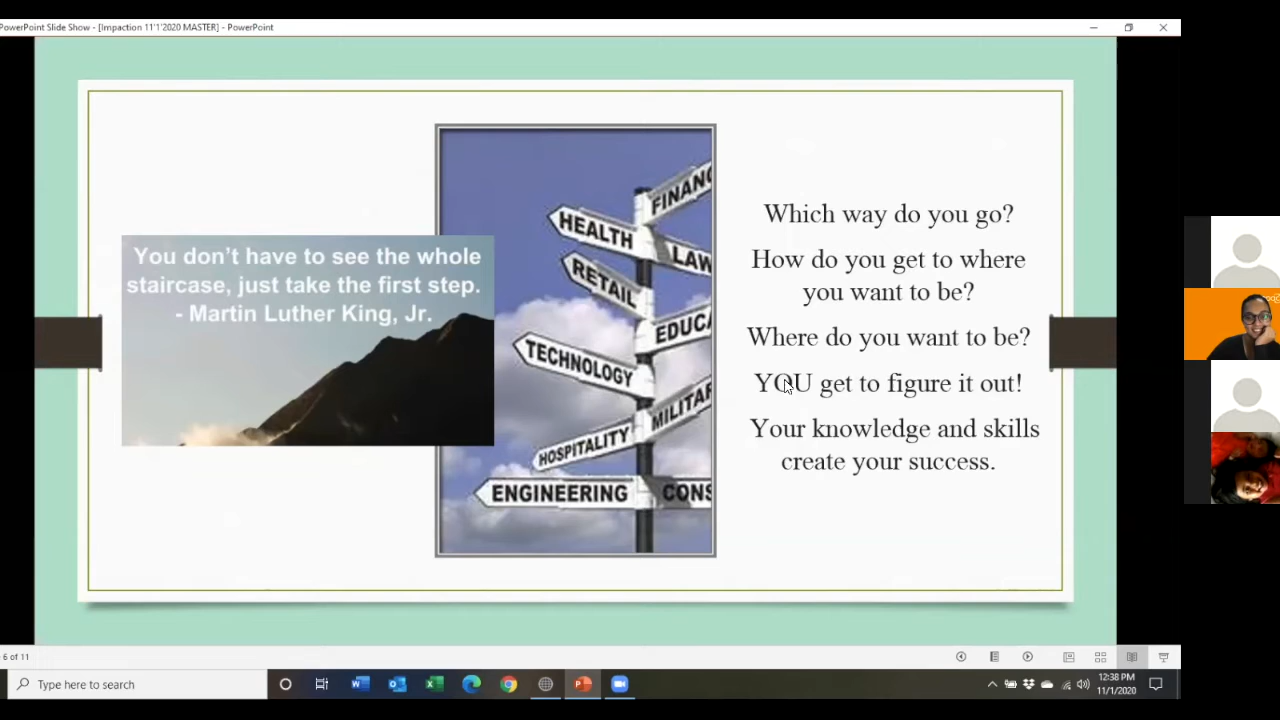 PowerPoint Slide Show - [Impaction 11'1'2020 MASTER] - PowerPoint
You don't have to see the whole
staircase, just take the first step.
- Martin Luther King, Jr.
FINANC
HEALTH
LAW
RETAIL
EDUCA
TECHNOLOGY
MILITAR
HOSPITALITY
ENGINEERING
CONS
Which way do you go?
How do you get to where
you want to be?
Where do you want to be?
YOU get to figure it out!
Your knowledge and skills
create your success.
6 of 11
Type here to search
12:38 PM
11/1/2020